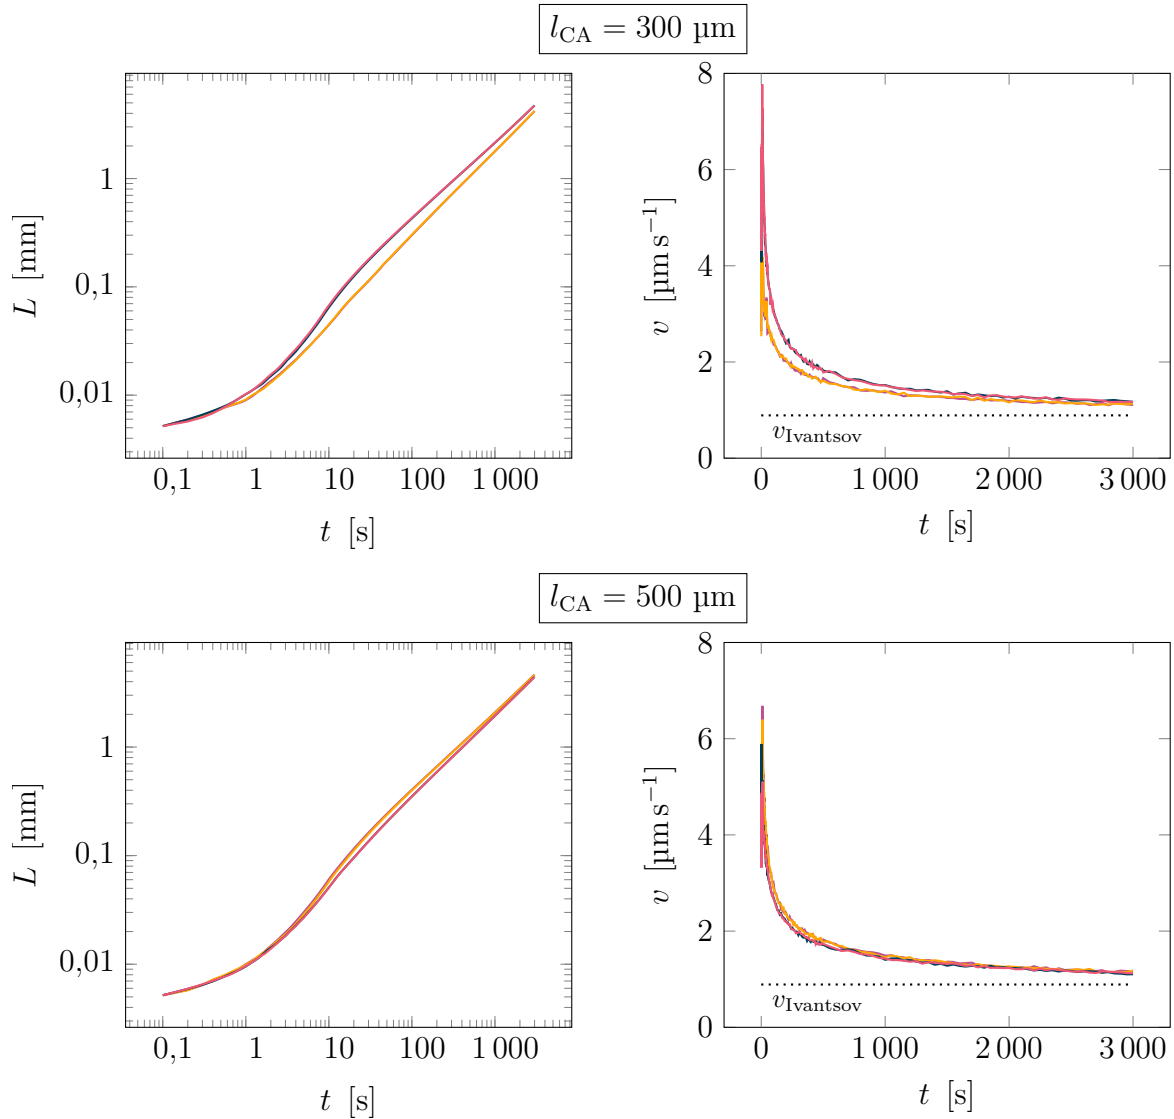 l_CA = 300 µm
1
0,1
0,01
L [mm]
0,1 1 10 100 1 000
t [s]
8
6
4
2
0
v [µm s⁻¹]
v_Ivantsov
0 1 000 2 000 3 000
t [s]
l_CA = 500 µm
1
0,1
0,01
L [mm]
0,1 1 10 100 1 000
t [s]
8
6
4
2
0
v [µm s⁻¹]
v_Ivantsov
0 1 000 2 000 3 000
t [s]